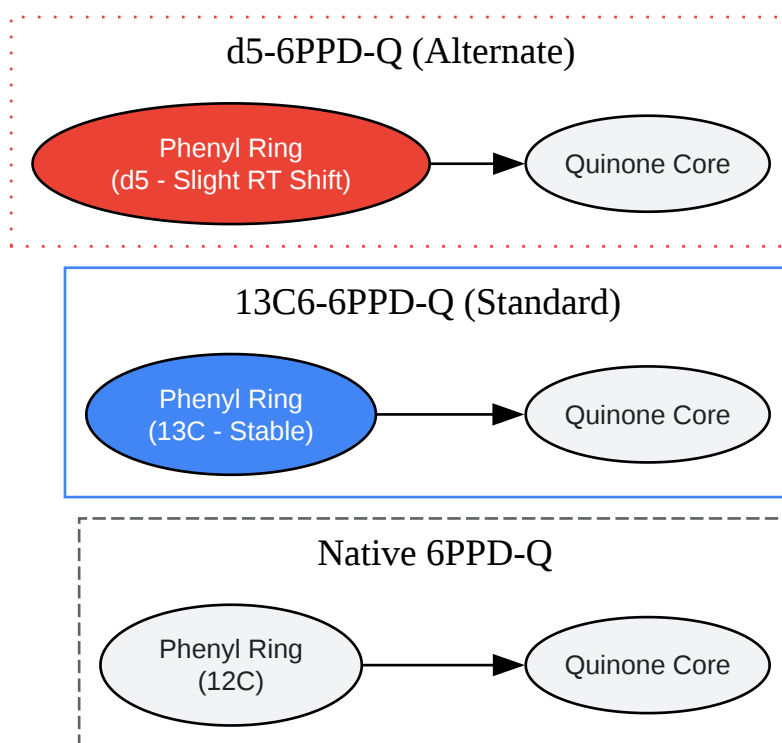 d5-6PPD-Q (Alternate)
Phenyl Ring
(d5 - Slight RT Shift)
Quinone Core
13C6-6PPD-Q (Standard)
Phenyl Ring
(13C - Stable)
Quinone Core
Native 6PPD-Q
Phenyl Ring
(12C)
Quinone Core